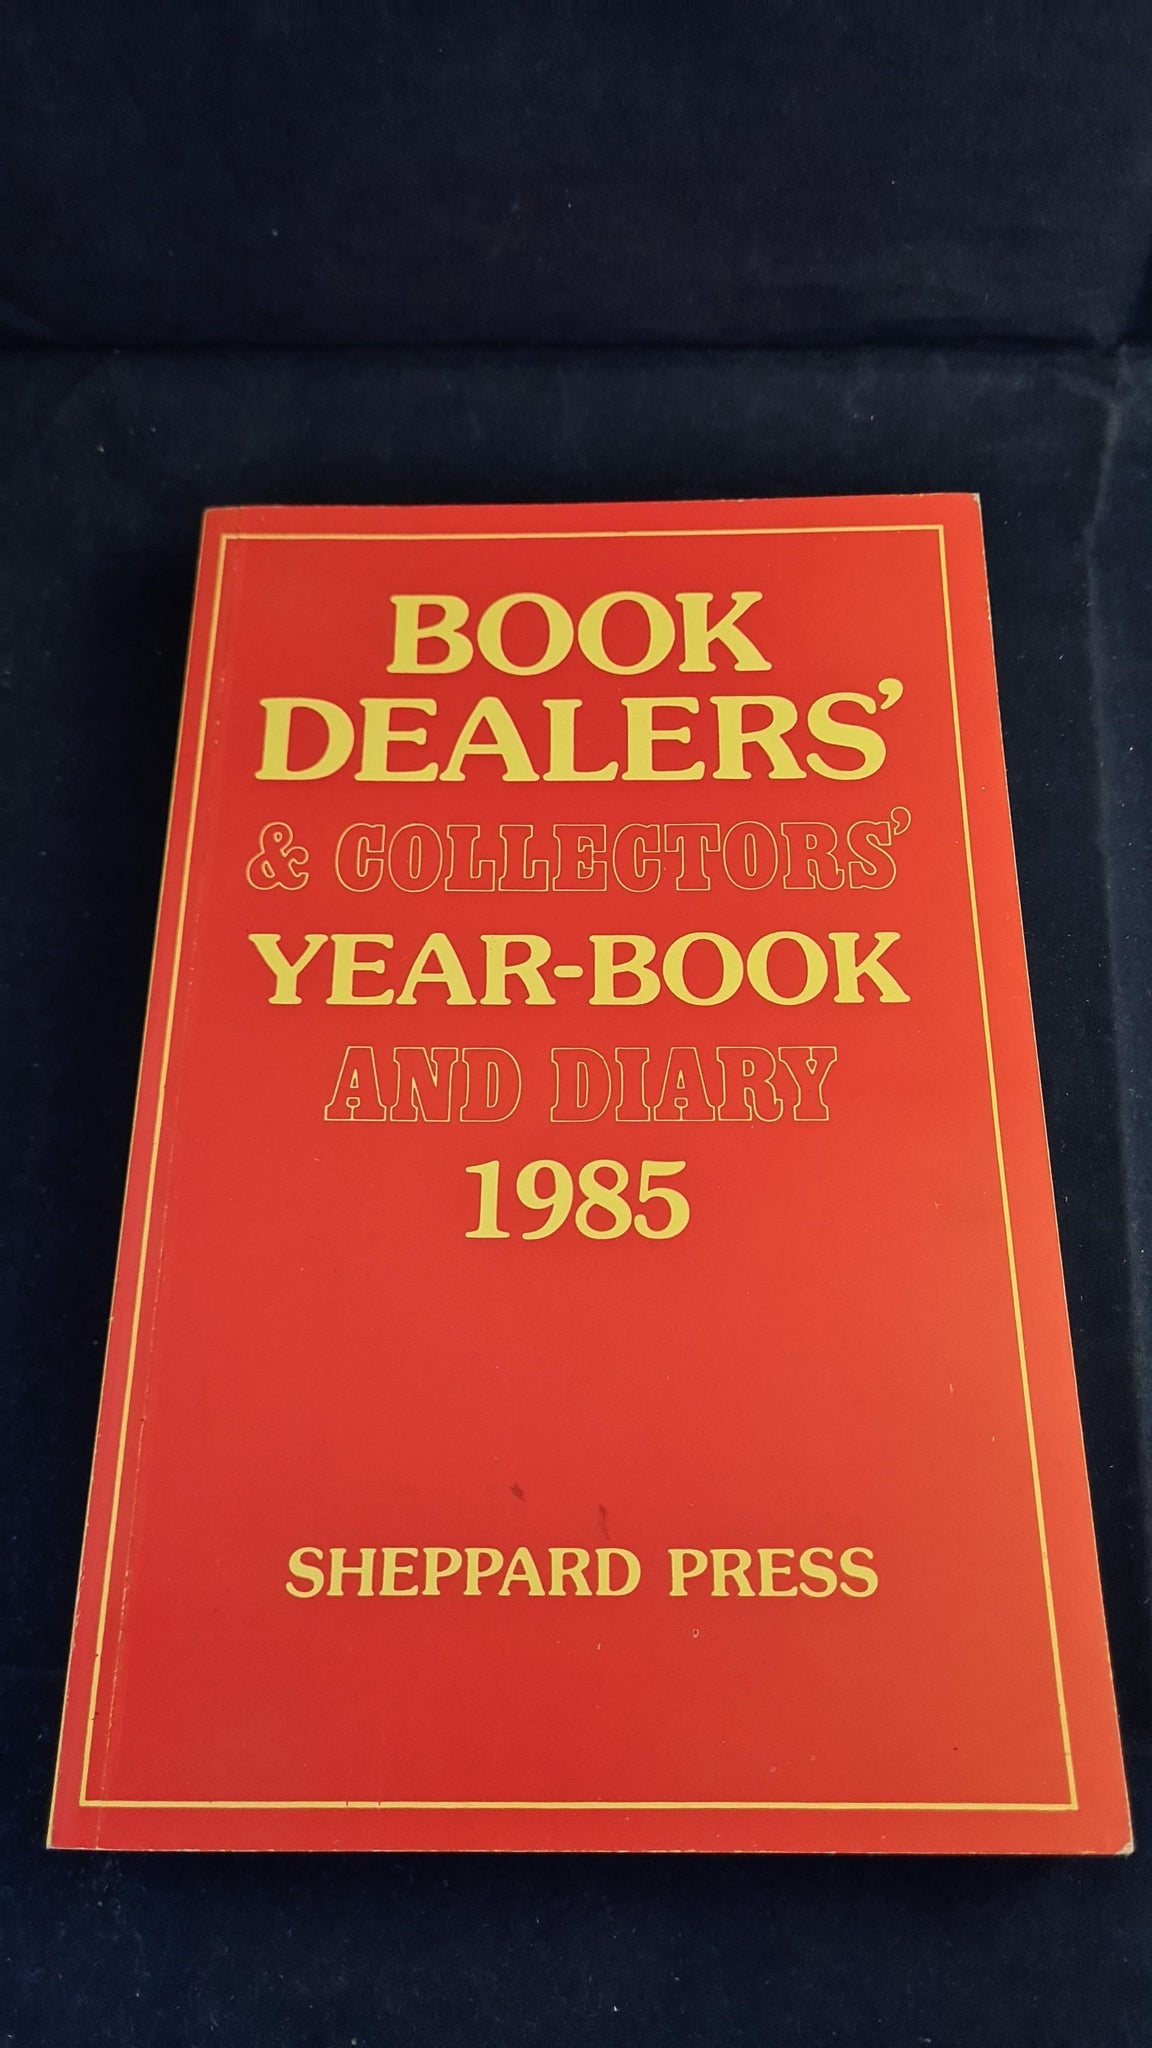 BOOK
DEALERS'
& COLLECTORS'
YEAR-BOOK
AND DIARY
1985
SHEPPARD PRESS